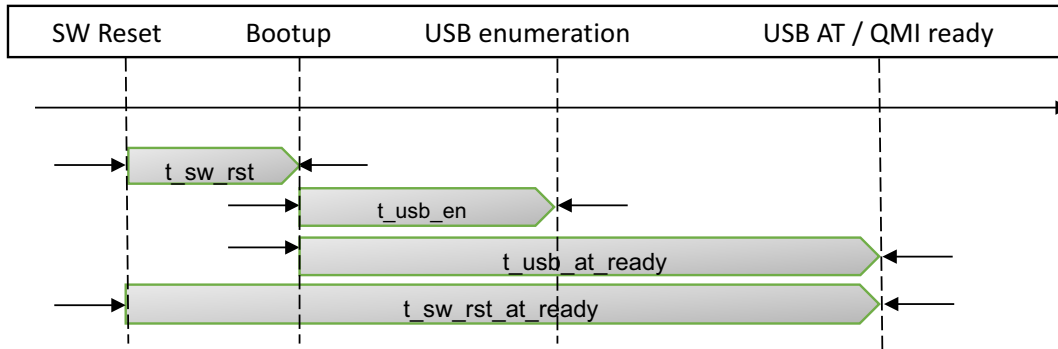 SW Reset Bootup USB enumeration USB AT / QMI ready
t_sw_rst
t_usb_en
t_usb_at_ready
t_sw_rst_at_ready